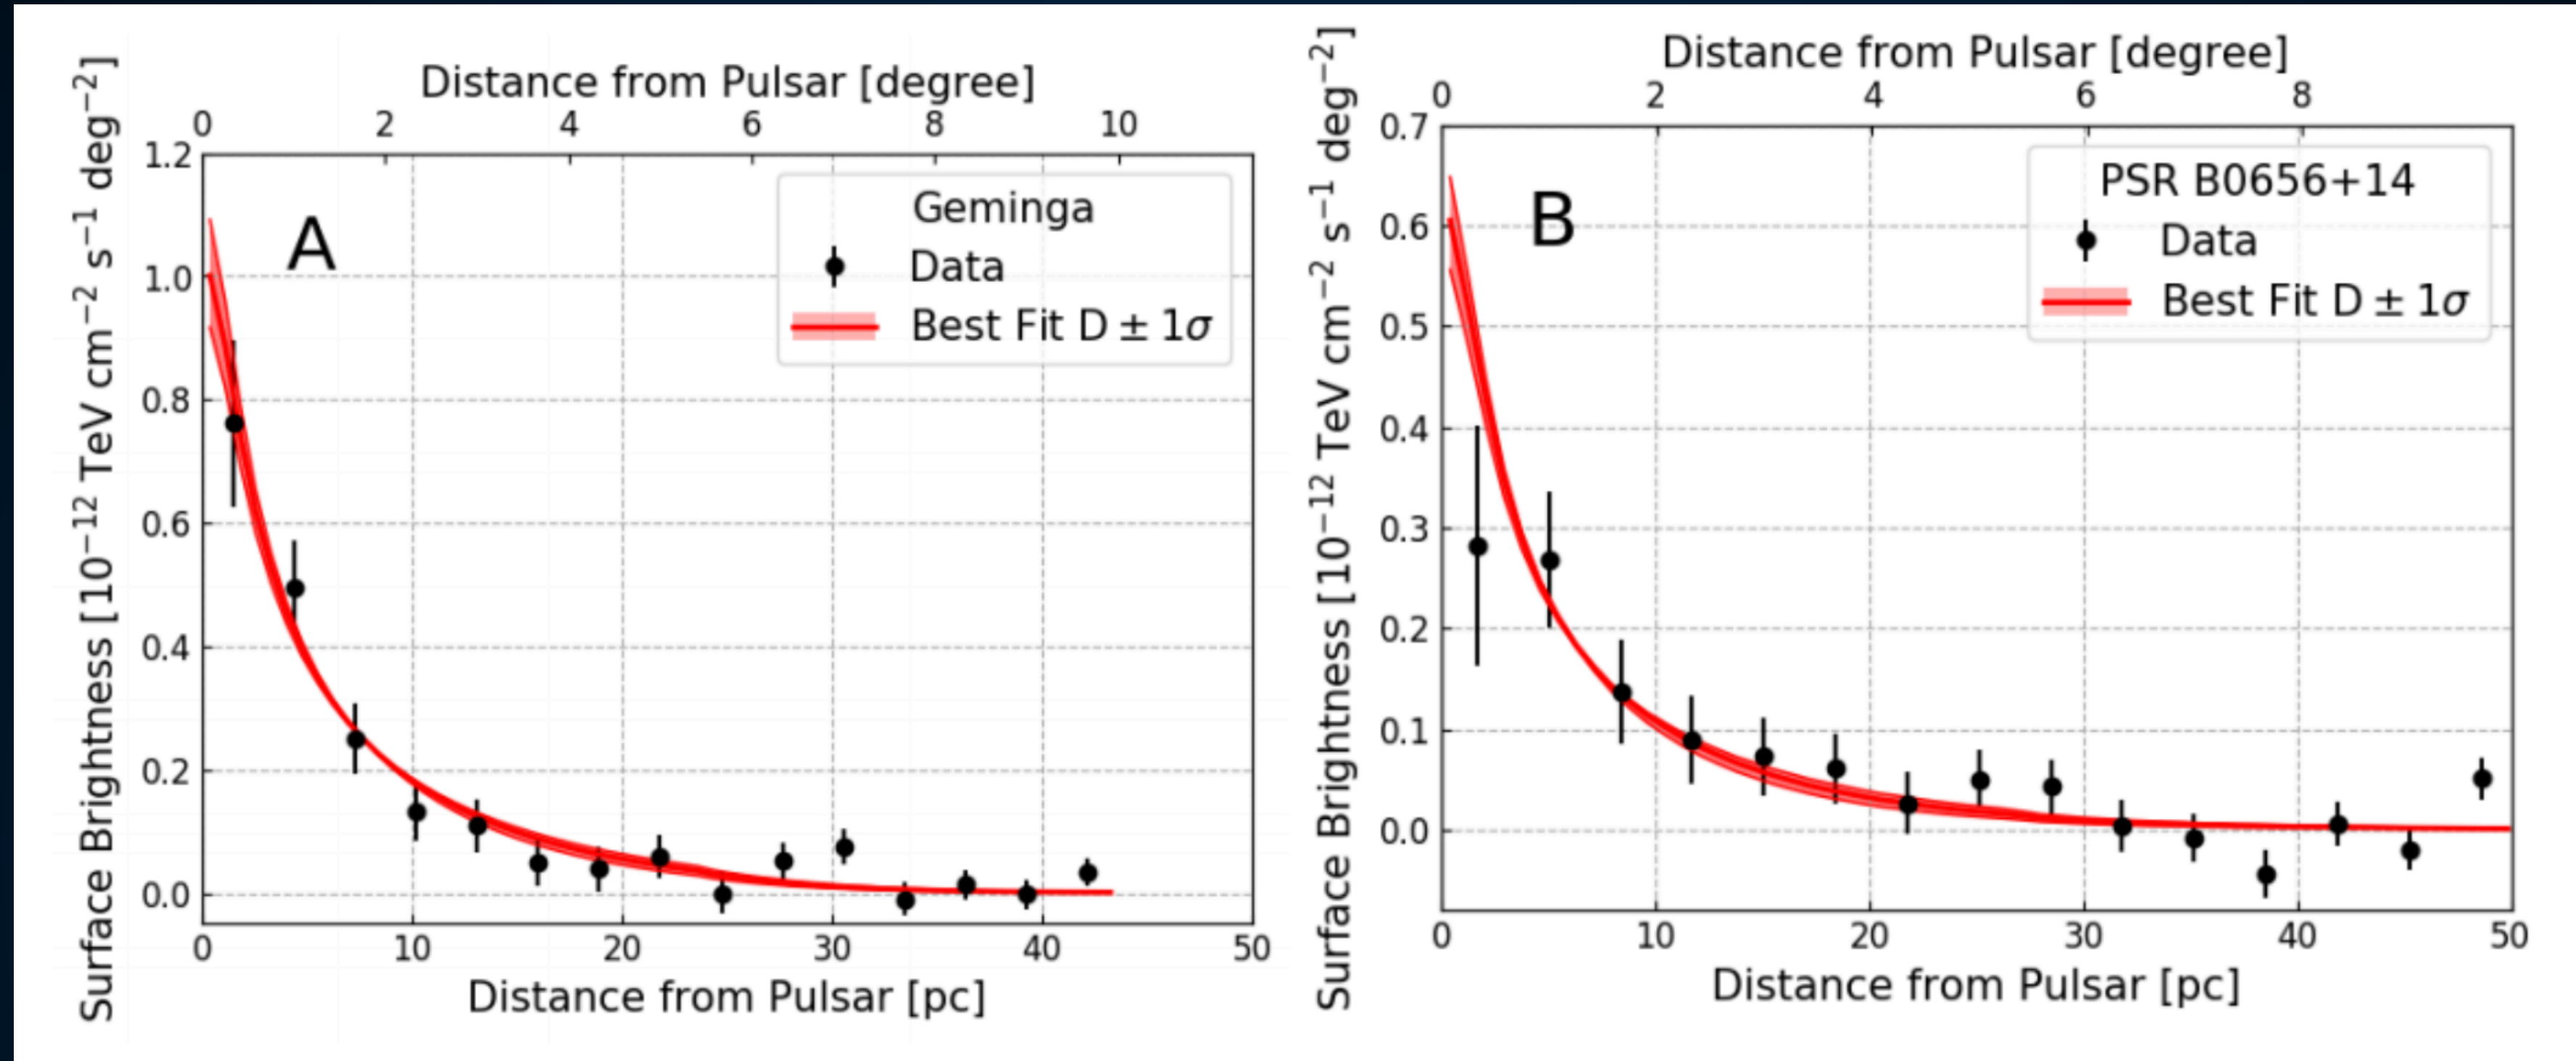 Distance from Pulsar [degree]
0 2 4 6 8 10
Surface Brightness [10⁻¹² TeV cm⁻² s⁻¹ deg⁻²]
1.2
1.0
0.8
0.6
0.4
0.2
0.0
A
Geminga
Data
Best Fit D ± 1σ
0 10 20 30 40 50
Distance from Pulsar [pc]
Distance from Pulsar [degree]
0 2 4 6 8
Surface Brightness [10⁻¹² TeV cm⁻² s⁻¹ deg⁻²]
0.7
0.6
0.5
0.4
0.3
0.2
0.1
0.0
B
PSR B0656+14
Data
Best Fit D ± 1σ
0 10 20 30 40 50
Distance from Pulsar [pc]